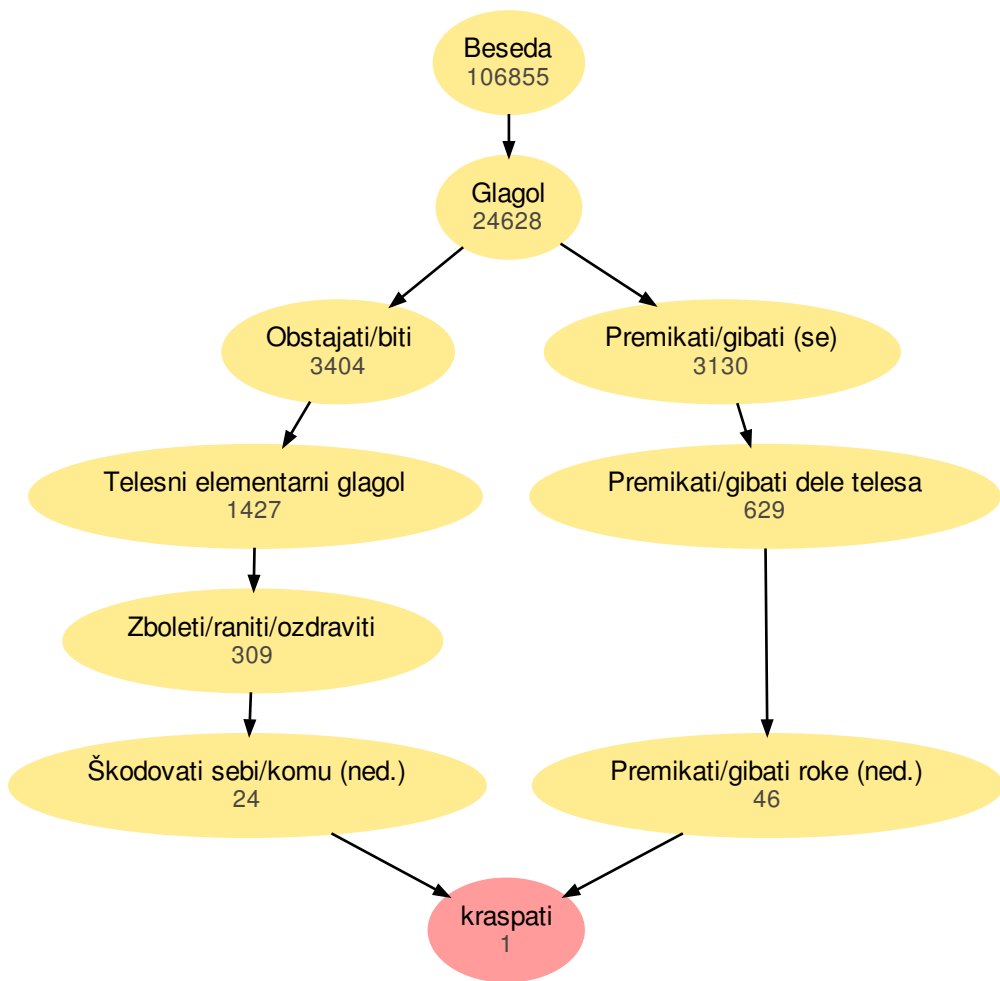 Beseda
106855
Glagol
24628
Obstajati/biti
3404
Premikati/gibati (se)
3130
Telesni elementarni glagol
1427
Premikati/gibati dele telesa
629
Zboleti/raniti/ozdraviti
309
Škodovati sebi/komu (ned.)
24
Premikati/gibati roke (ned.)
46
kraspati
1